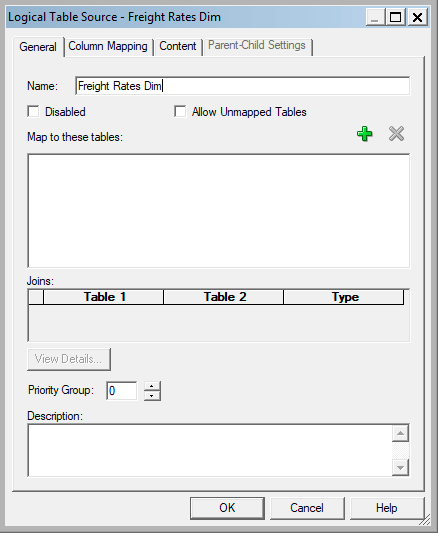 Logical Table Source - Freight Rates Dim
General Column Mapping Content Parent-Child Settings
Name: Freight Rates Dim
Disabled Allow Unmapped Tables
Map to these tables:
Joins:
Table 1 Table 2 Type
View Details...
Priority Group: 0
Description:
OK Cancel Help